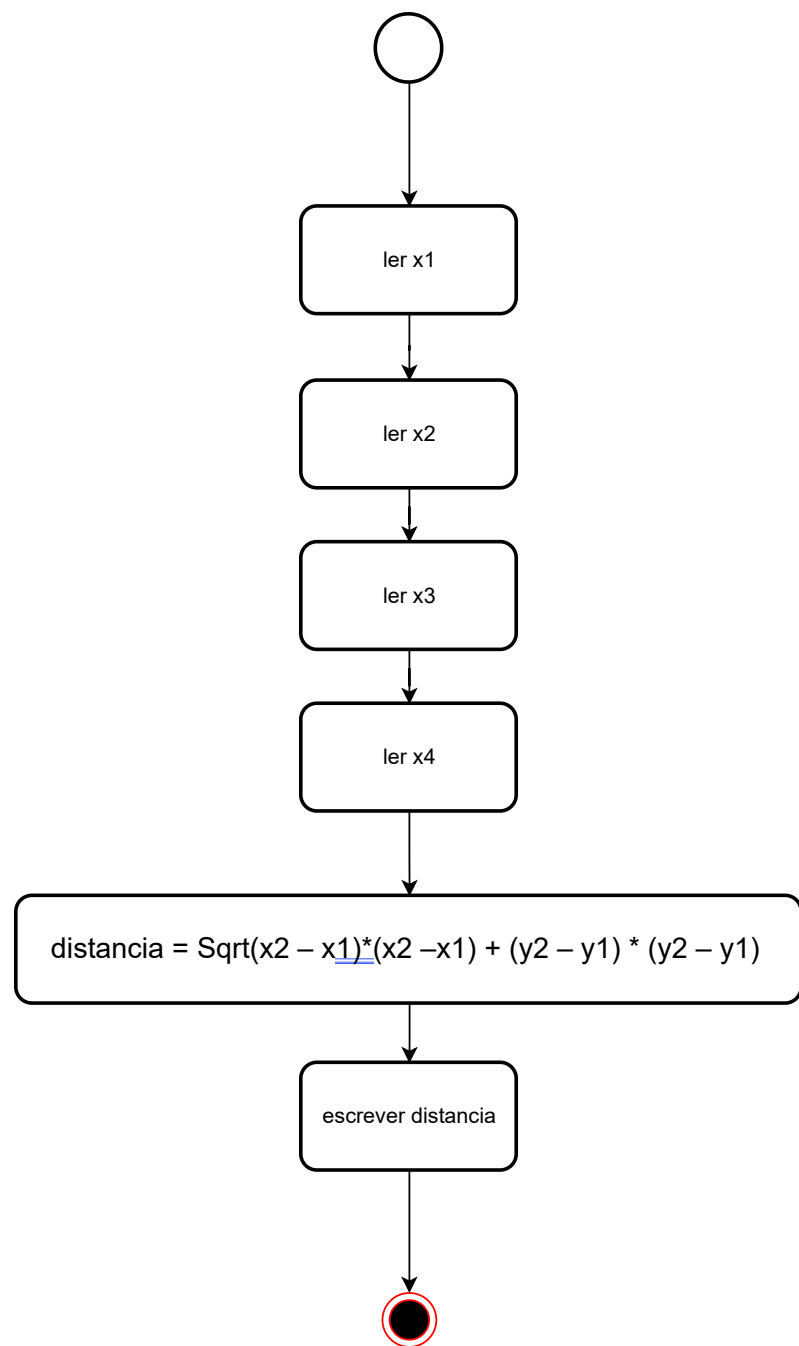 ler x1
ler x2
ler x3
ler x4
distancia = Sqrt(x2 – x1)*(x2 –x1) + (y2 – y1) * (y2 – y1)
escrever distancia